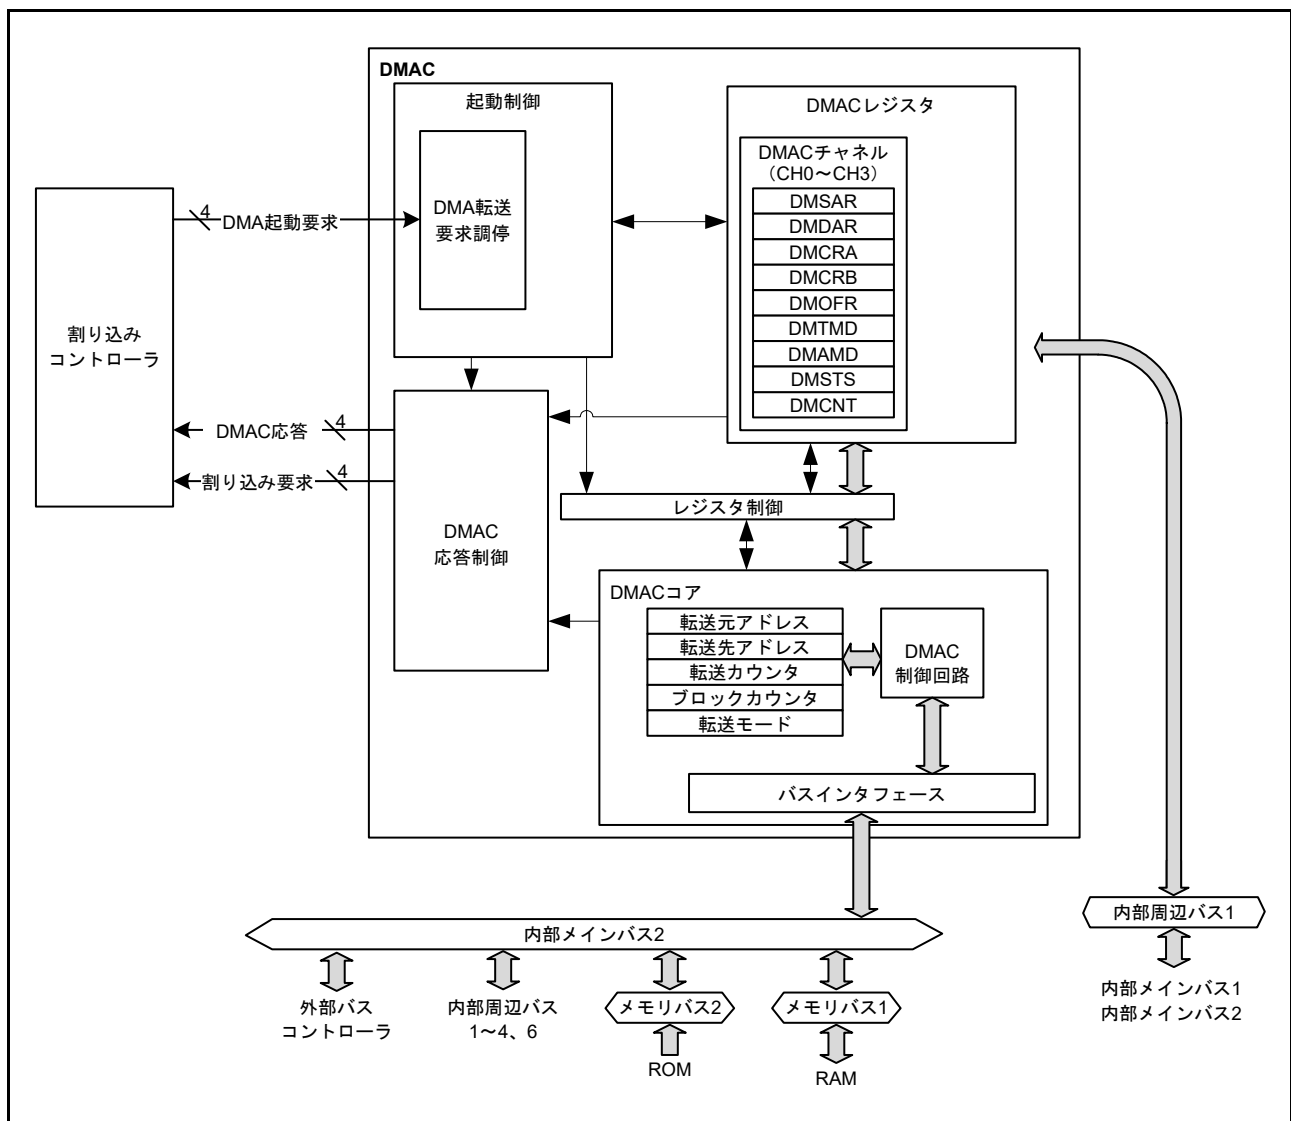 DMAC
起動制御
DMA転送
要求調停
DMACレジスタ
DMACチャネル
（CH0～CH3）
DMSAR
DMDAR
DMCRA
DMCRB
DMOFR
DMTMD
DMAMD
DMSTS
DMCNT
割り込み
コントローラ
4
DMA起動要求
DMAC応答
4
割り込み要求
4
DMAC
応答制御
レジスタ制御
DMACコア
転送元アドレス
転送先アドレス
転送カウンタ
ブロックカウンタ
転送モード
DMAC
制御回路
バスインタフェース
内部メインバス2
外部バス
コントローラ
内部周辺バス
1～4、6
メモリバス2
ROM
メモリバス1
RAM
内部周辺バス1
内部メインバス1
内部メインバス2